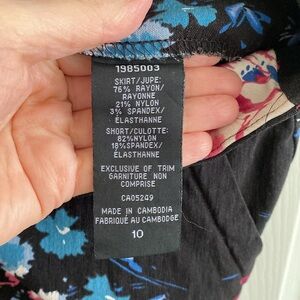 1985003
SKIRT/JUPE:
76% RAYON/
RAYONNE
21% NYLON
3% SPANDEX/
ÉLASTHANNE
SHORT/CULOTTE:
82%NYLON
18%SPANDEX/
ÉLASTHANNE
EXCLUSIVE OF TRIM
GARNITURE NON
COMPRISE
CA05249
MADE IN CAMBODIA
FABRIQUÉ AU CAMBODGE
10